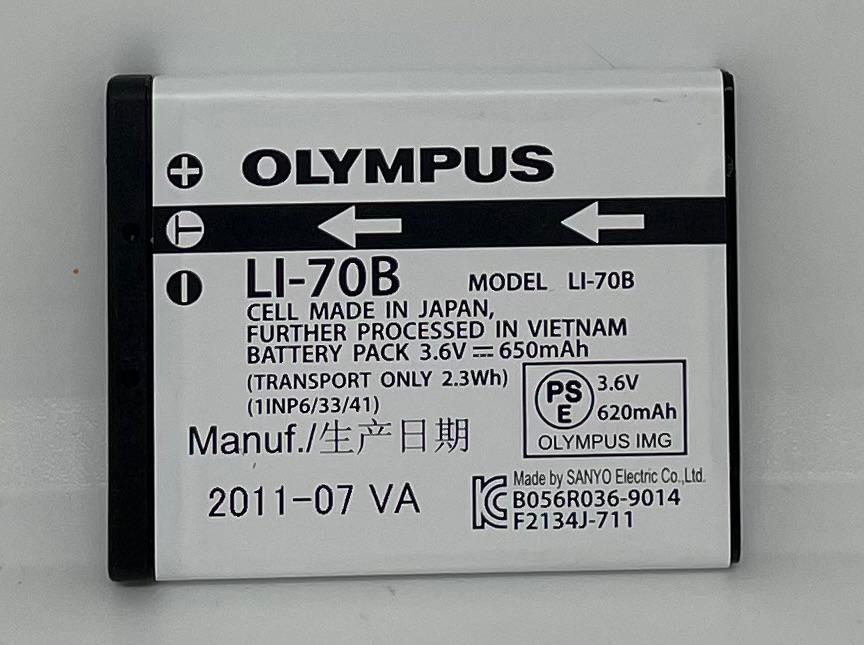 OLYMPUS
LI-70B MODEL LI-70B
CELL MADE IN JAPAN,
FURTHER PROCESSED IN VIETNAM
BATTERY PACK 3.6V ⎓ 650mAh
(TRANSPORT ONLY 2.3Wh)
(1INP6/33/41)
PS
E
3.6V
620mAh
OLYMPUS IMG
Manuf./生产日期
2011-07 VA
Made by SANYO Electric Co.,Ltd.
B056R036-9014
F2134J-711